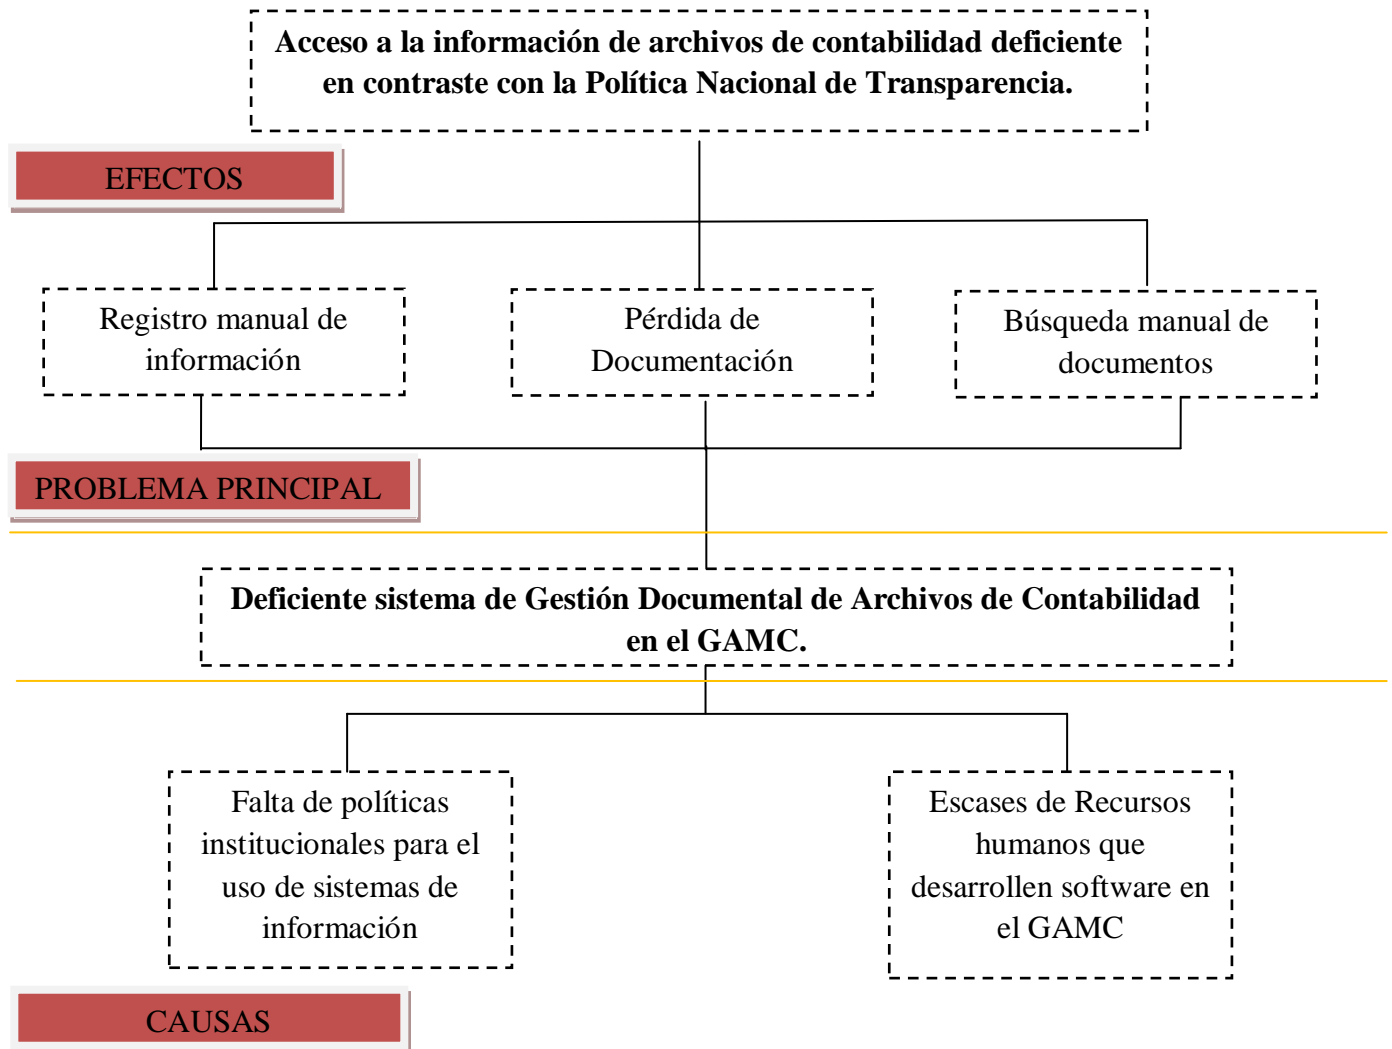 Acceso a la información de archivos de contabilidad deficiente
en contraste con la Política Nacional de Transparencia.
EFECTOS
Registro manual de
información
Pérdida de
Documentación
Búsqueda manual de
documentos
PROBLEMA PRINCIPAL
Deficiente sistema de Gestión Documental de Archivos de Contabilidad
en el GAMC.
Falta de políticas
institucionales para el
uso de sistemas de
información
Escases de Recursos
humanos que
desarrollen software en
el GAMC
CAUSAS